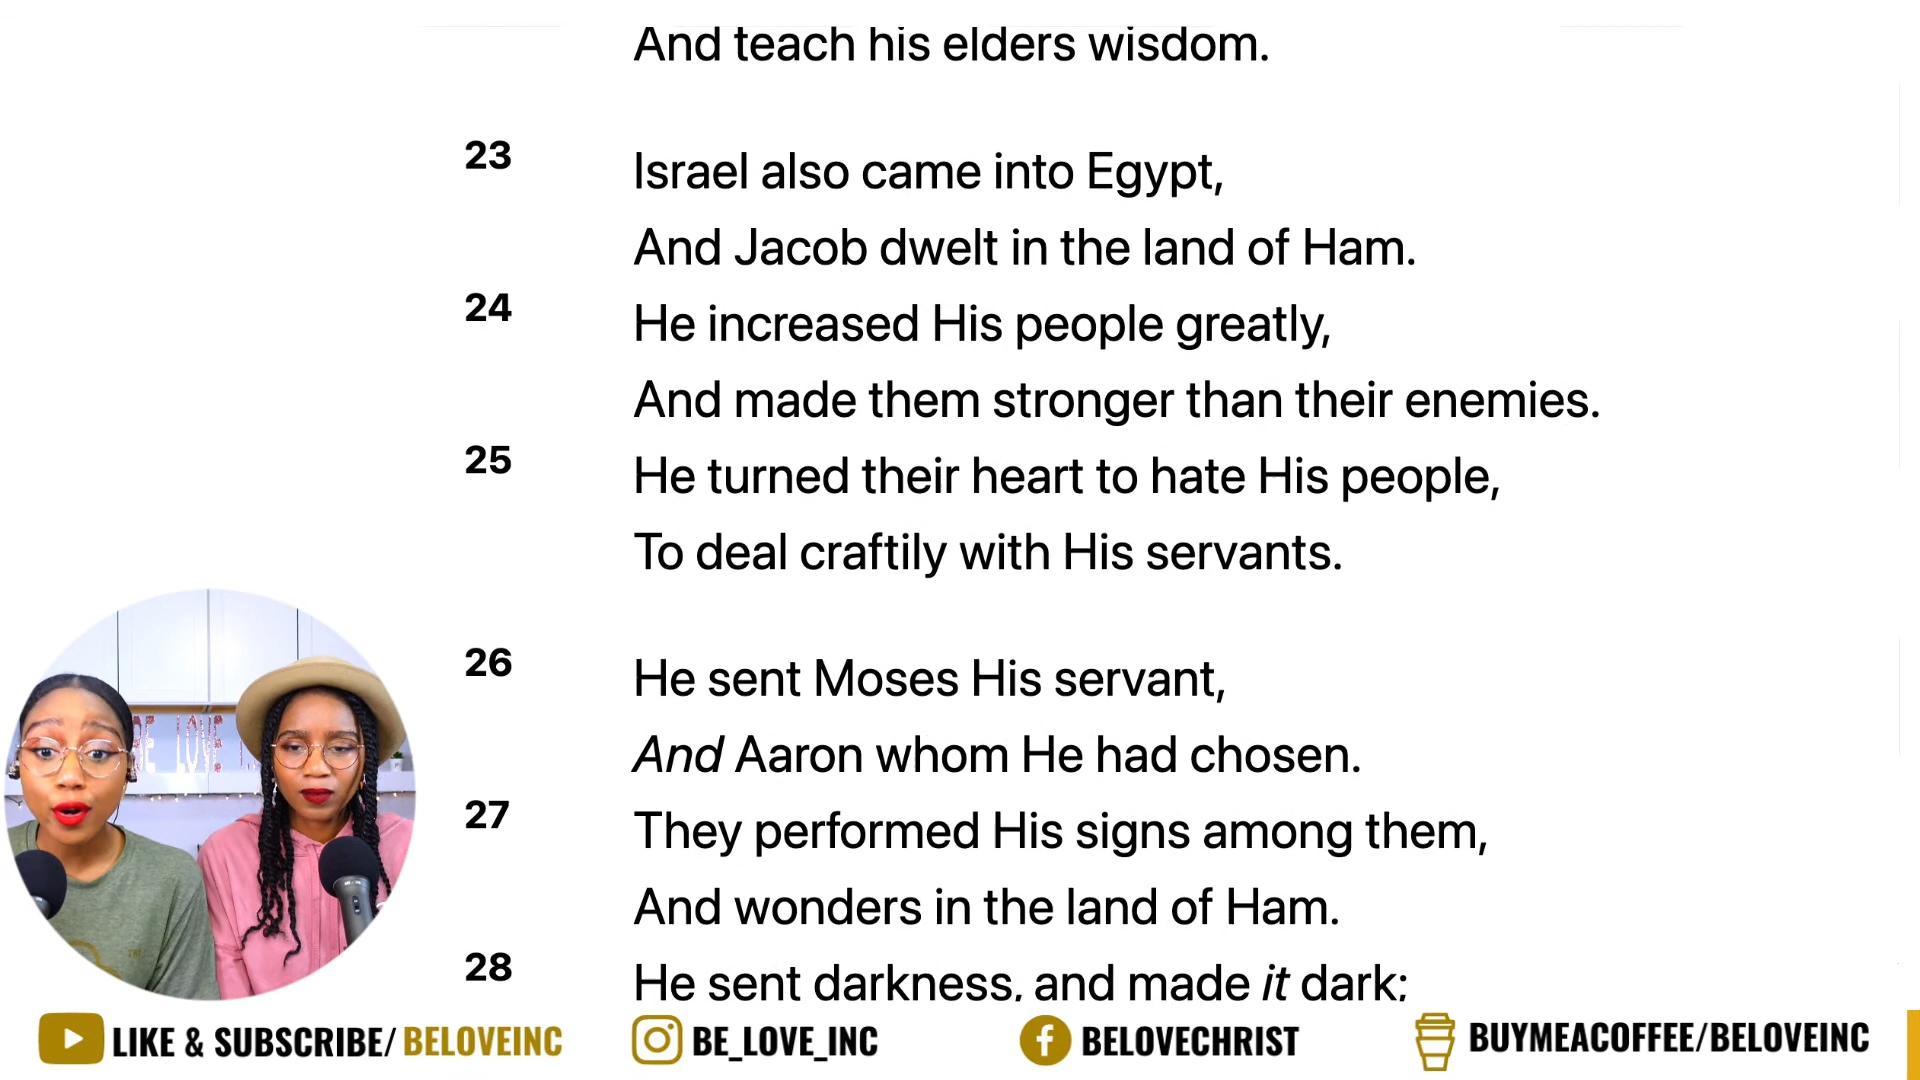 And teach his elders wisdom.
23 Israel also came into Egypt,
And Jacob dwelt in the land of Ham.
24 He increased His people greatly,
And made them stronger than their enemies.
25 He turned their heart to hate His people,
To deal craftily with His servants.
26 He sent Moses His servant,
And Aaron whom He had chosen.
27 They performed His signs among them,
And wonders in the land of Ham.
28 He sent darkness, and made it dark;
LIKE & SUBSCRIBE/ BELOVEINC
BE_LOVE_INC
BELOVECHRIST
BUYMEACOFFEE/BELOVEINC